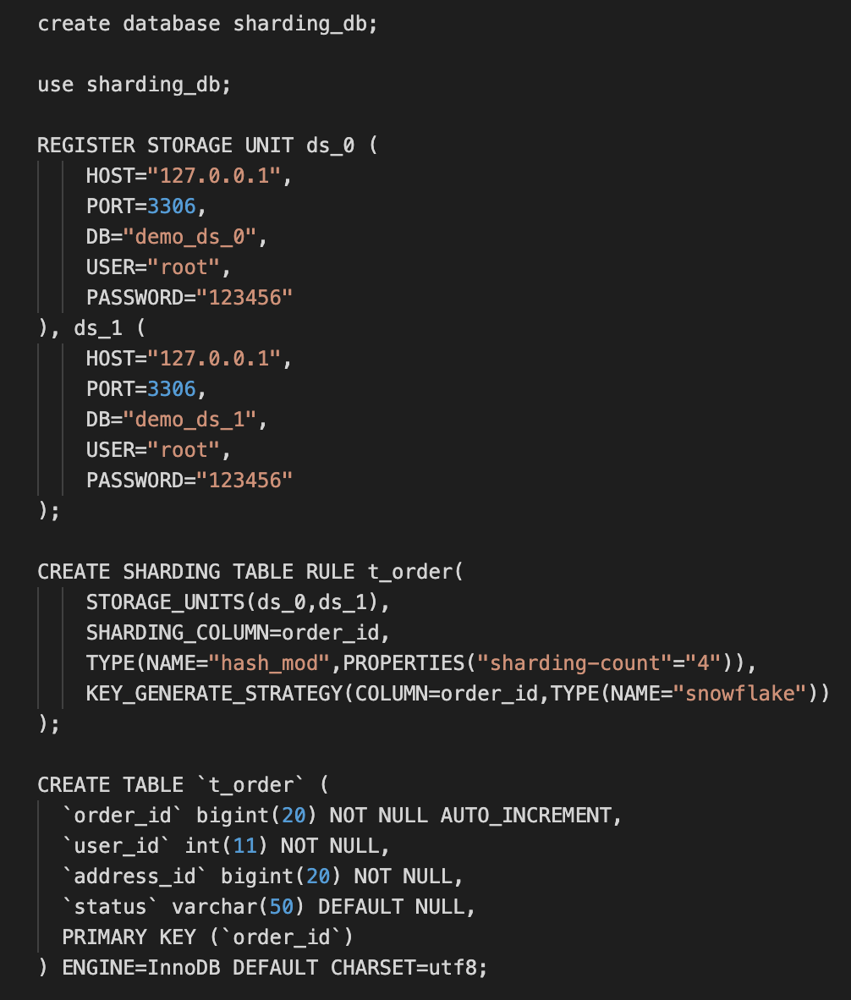 create database sharding_db;
use sharding_db;
REGISTER STORAGE UNIT ds_0 (
HOST="127.0.0.1",
PORT=3306,
DB="demo_ds_0",
USER="root",
PASSWORD="123456"
), ds_1 (
HOST="127.0.0.1",
PORT=3306,
DB="demo_ds_1",
USER="root",
PASSWORD="123456"
);
CREATE SHARDING TABLE RULE t_order(
STORAGE_UNITS(ds_0,ds_1),
SHARDING_COLUMN=order_id,
TYPE(NAME="hash_mod",PROPERTIES("sharding-count"="4")),
KEY_GENERATE_STRATEGY(COLUMN=order_id,TYPE(NAME="snowflake"))
);
CREATE TABLE `t_order` (
`order_id` bigint(20) NOT NULL AUTO_INCREMENT,
`user_id` int(11) NOT NULL,
`address_id` bigint(20) NOT NULL,
`status` varchar(50) DEFAULT NULL,
PRIMARY KEY (`order_id`)
) ENGINE=InnoDB DEFAULT CHARSET=utf8;